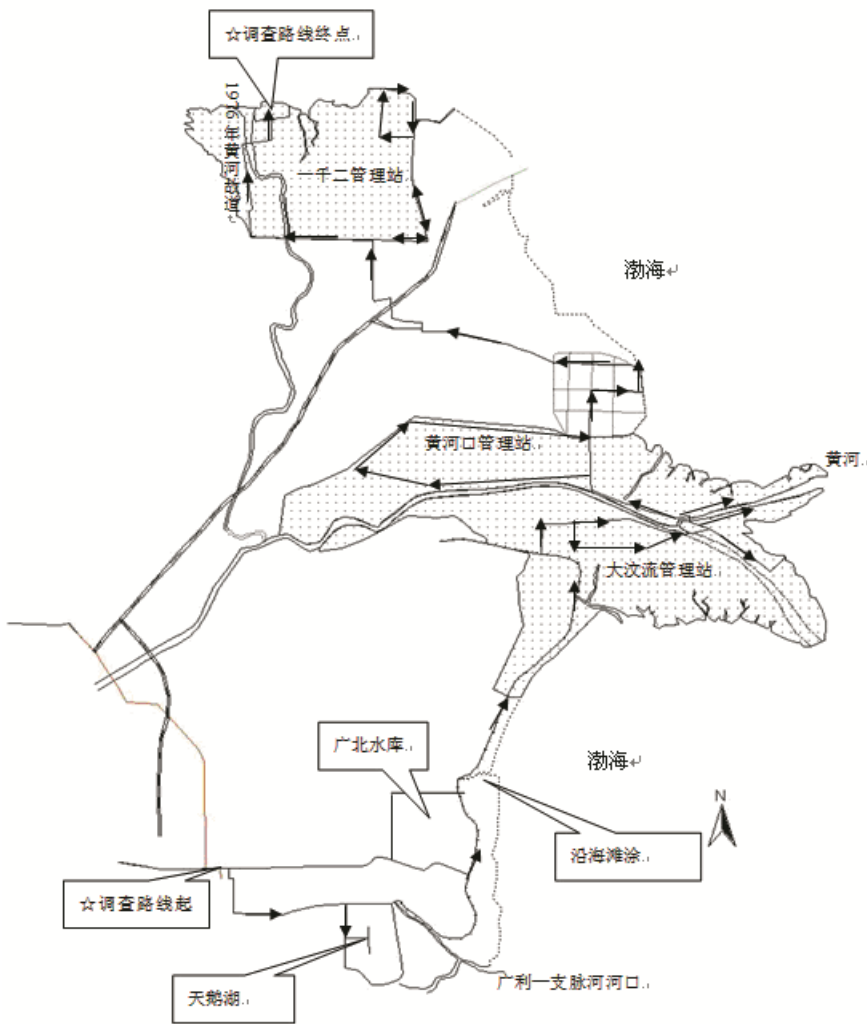 ☆调查路线终点
1976年黄河故道
一千二管理站
渤海
黄河口管理站
黄河
大汶流管理站
广北水库
渤海
N
沿海滩涂
☆调查路线起
天鹅湖
广利一支脉河河口